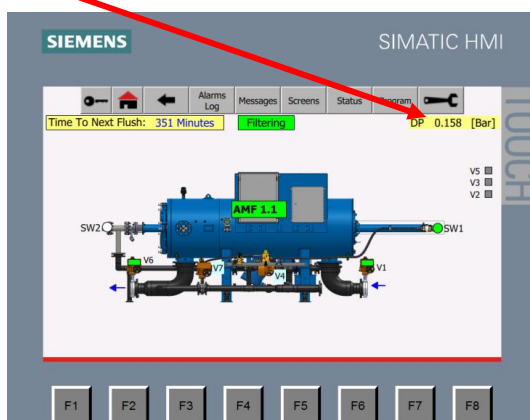 SIEMENS
SIMATIC HMI
TOUCH
Alarms Log
Messages
Screens
Status
Program
Time To Next Flush: 351 Minutes
Filtering
DP 0.158 [Bar]
V5
V3
V2
AMF 1.1
SW2
SW1
V6
V7
V4
V1
F1
F2
F3
F4
F5
F6
F7
F8